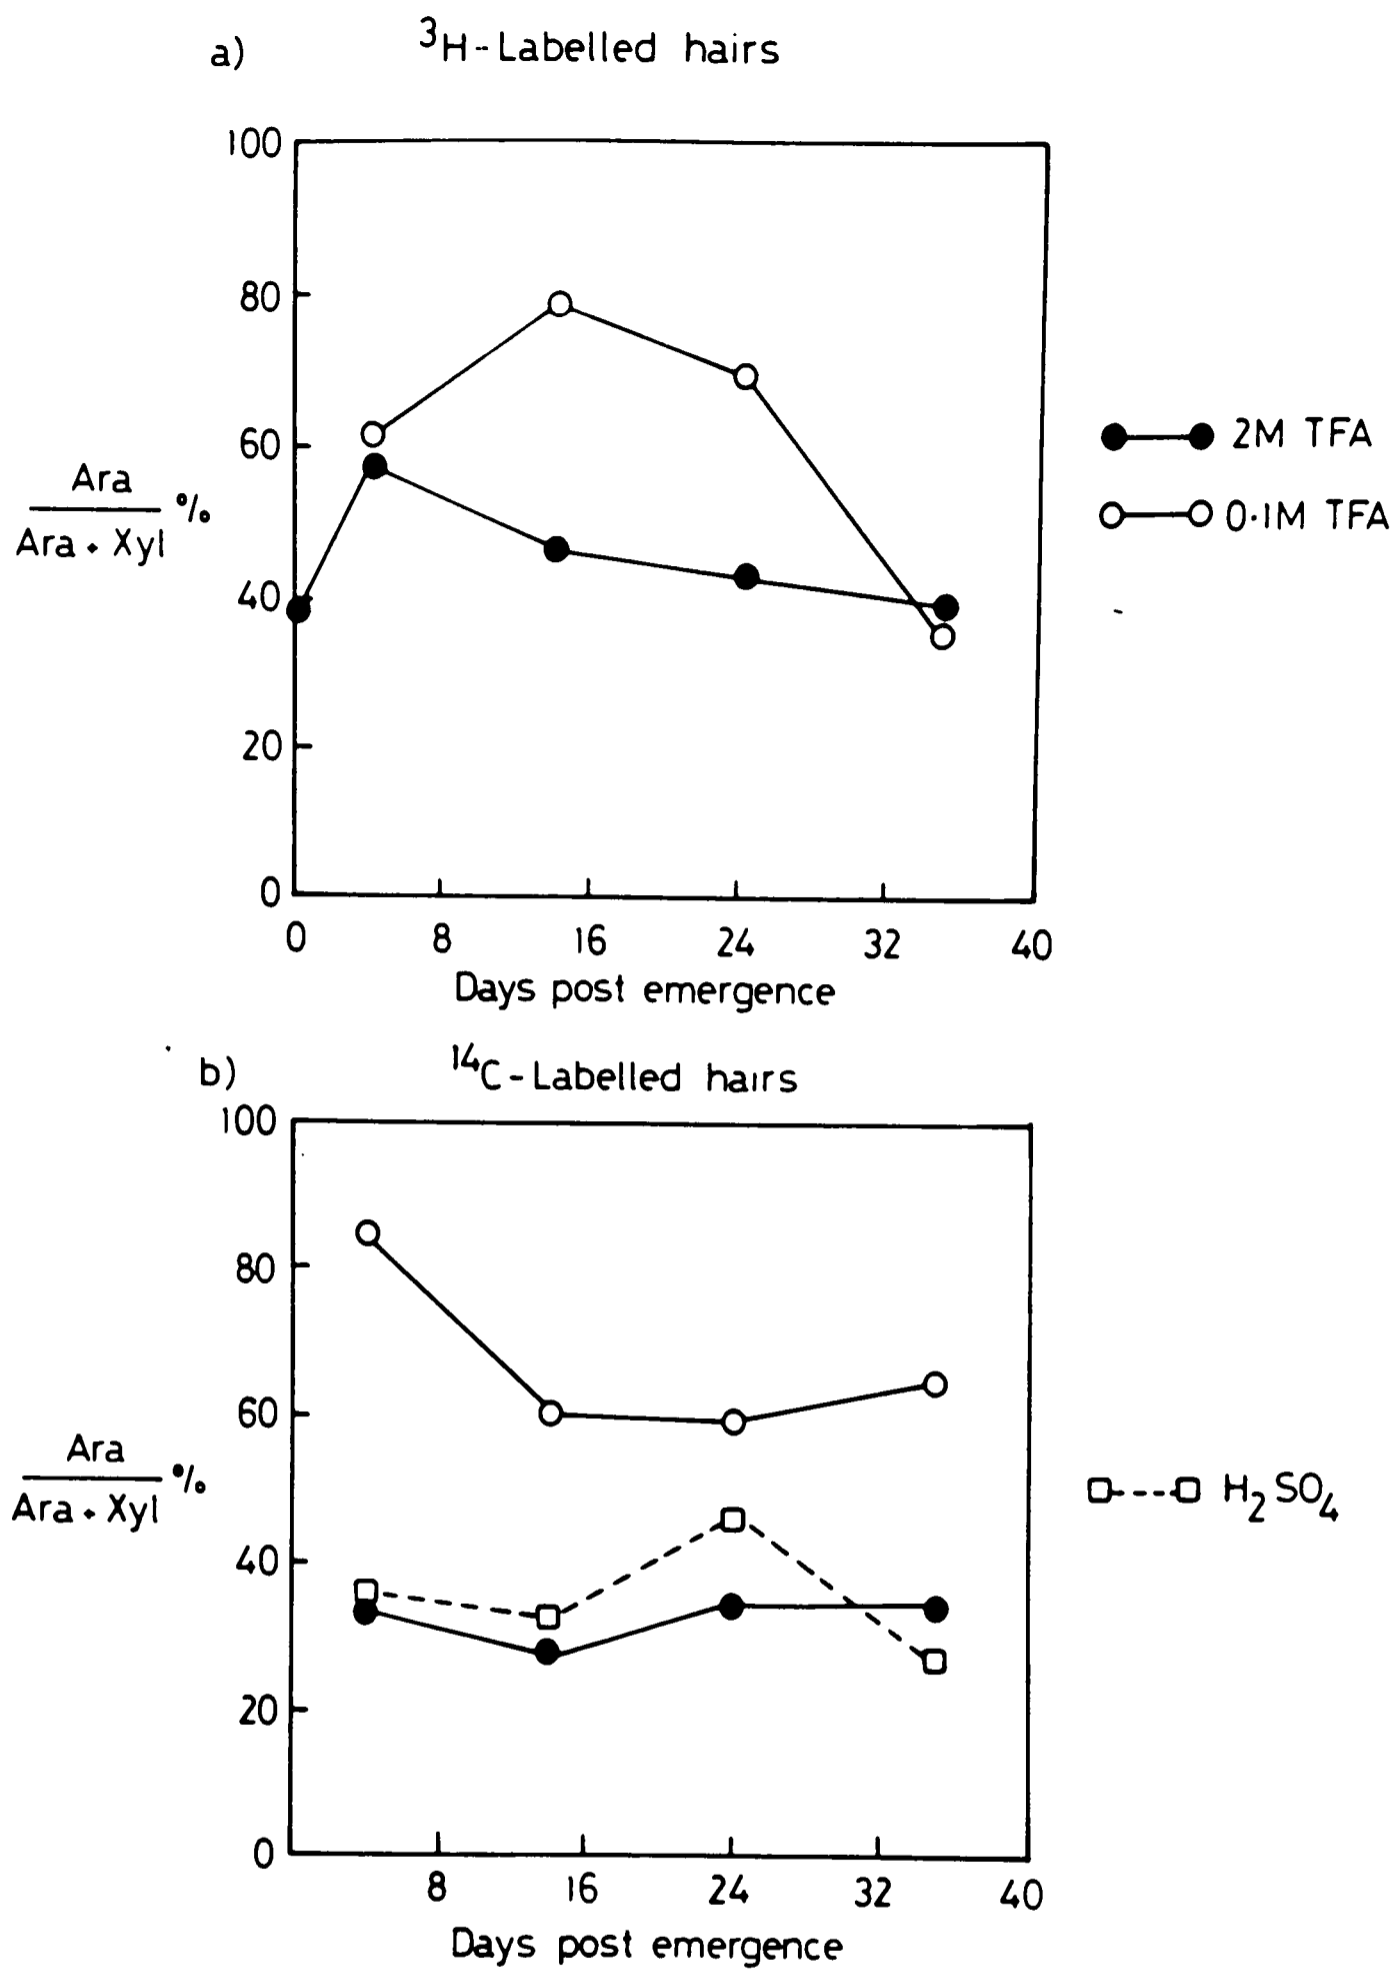 a) ³H-Labelled hairs
100
80
60
40
20
0
Ara
Ara + Xyl %
2M TFA
0·1M TFA
0 8 16 24 32 40
Days post emergence
b) ¹⁴C-Labelled hairs
100
80
60
40
20
0
Ara
Ara + Xyl %
H₂SO₄
8 16 24 32 40
Days post emergence